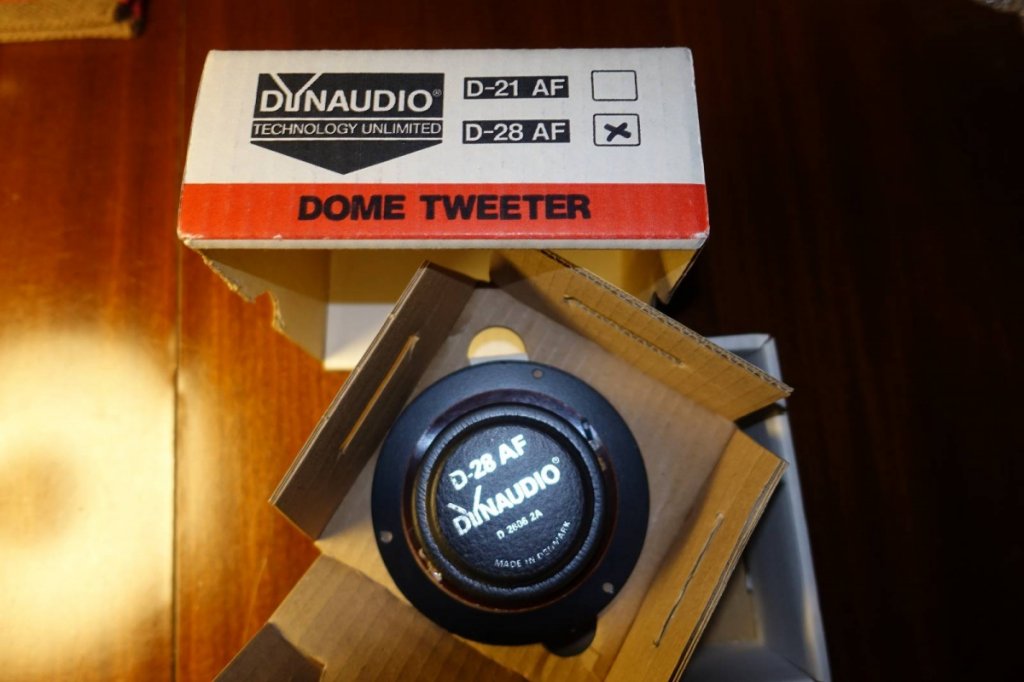 DYNAUDIO®
TECHNOLOGY UNLIMITED
D-21 AF
D-28 AF
DOME TWEETER
D-28 AF
DYNAUDIO®
D 2606 2A
MADE IN DENMARK